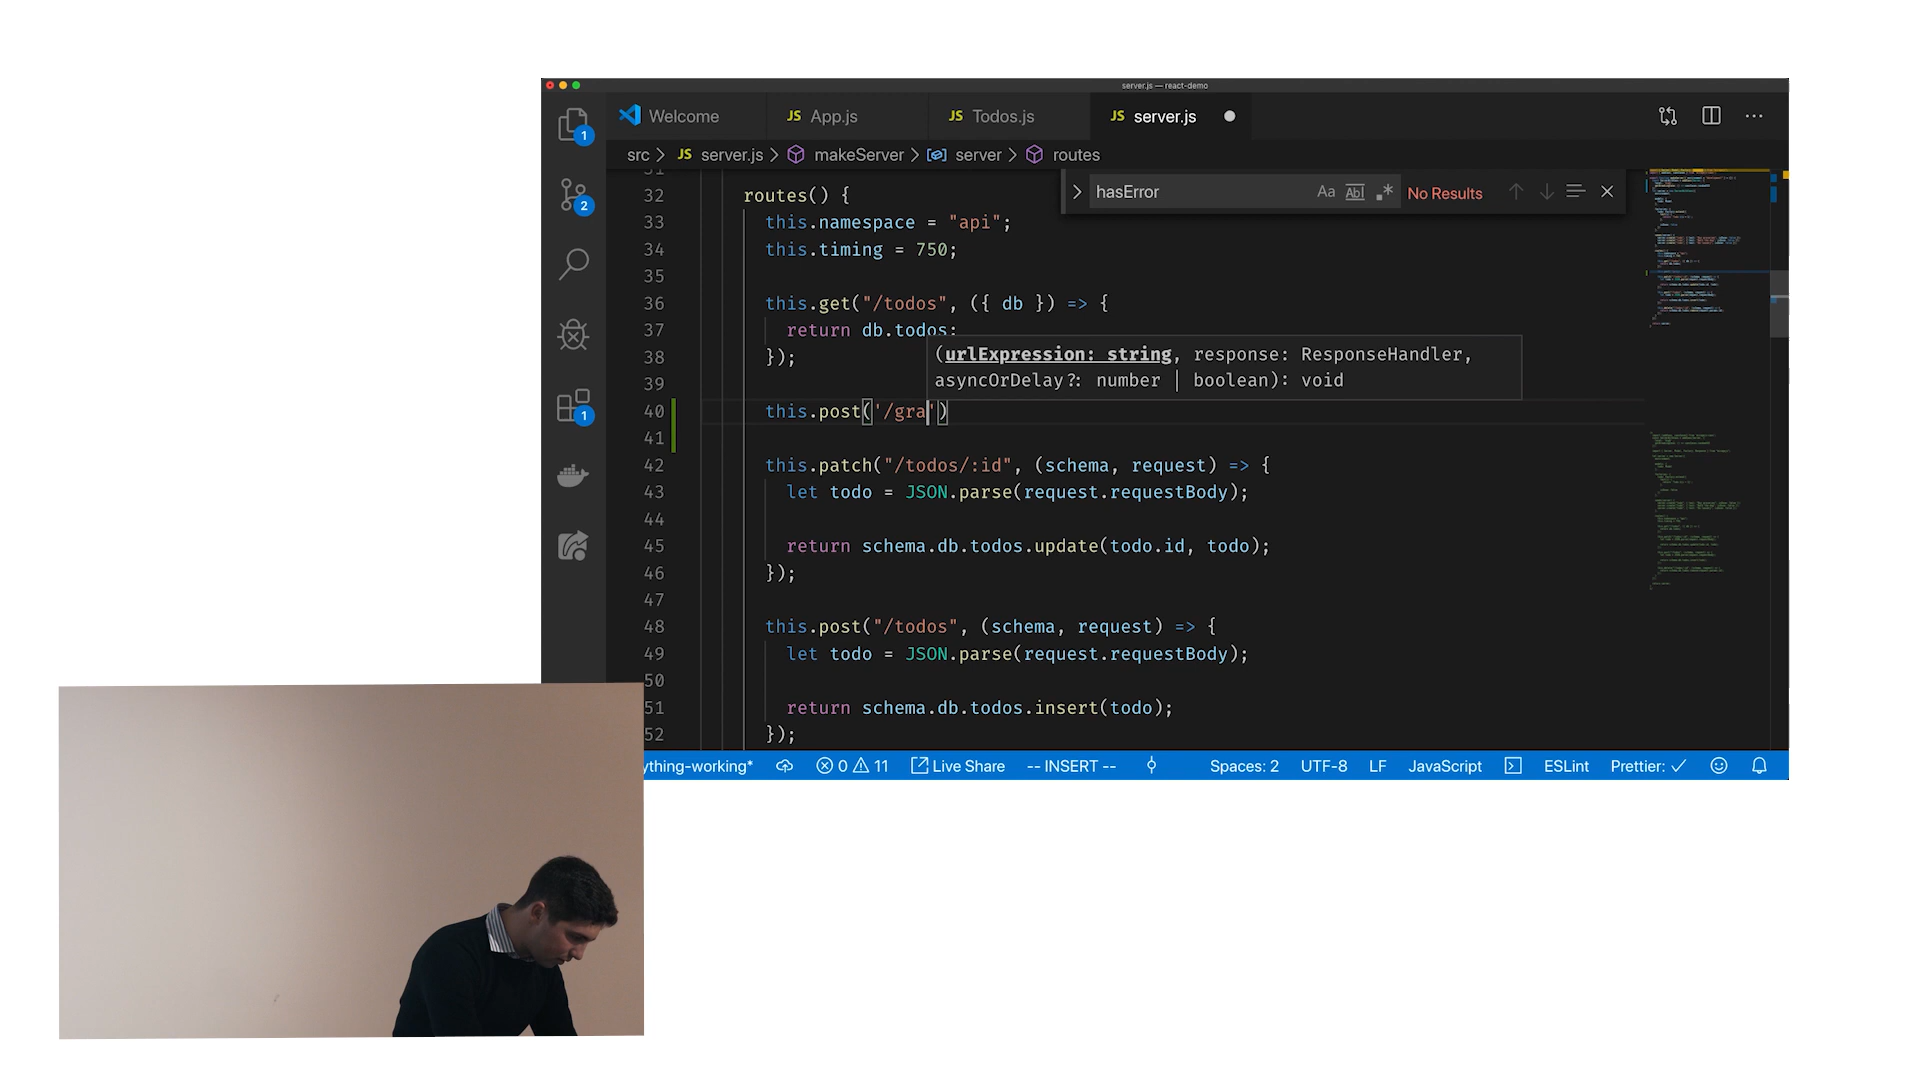 server.js — react-demo
Welcome
JS App.js
JS Todos.js
JS server.js
src > JS server.js > makeServer > server > routes
hasError
Aa Abl .* No Results
31
32 routes() {
33 this.namespace = "api";
34 this.timing = 750;
35
36 this.get("/todos", ({ db }) => {
37 return db.todos;
38 });
(urlExpression: string, response: ResponseHandler,
asyncOrDelay?: number | boolean): void
39
40 this.post('/gra')
41
42 this.patch("/todos/:id", (schema, request) => {
43 let todo = JSON.parse(request.requestBody);
44
45 return schema.db.todos.update(todo.id, todo);
46 });
47
48 this.post("/todos", (schema, request) => {
49 let todo = JSON.parse(request.requestBody);
50
51 return schema.db.todos.insert(todo);
52 });
1
2
1
ything-working* 0 11 Live Share -- INSERT -- Spaces: 2 UTF-8 LF JavaScript ESLint Prettier: ✓